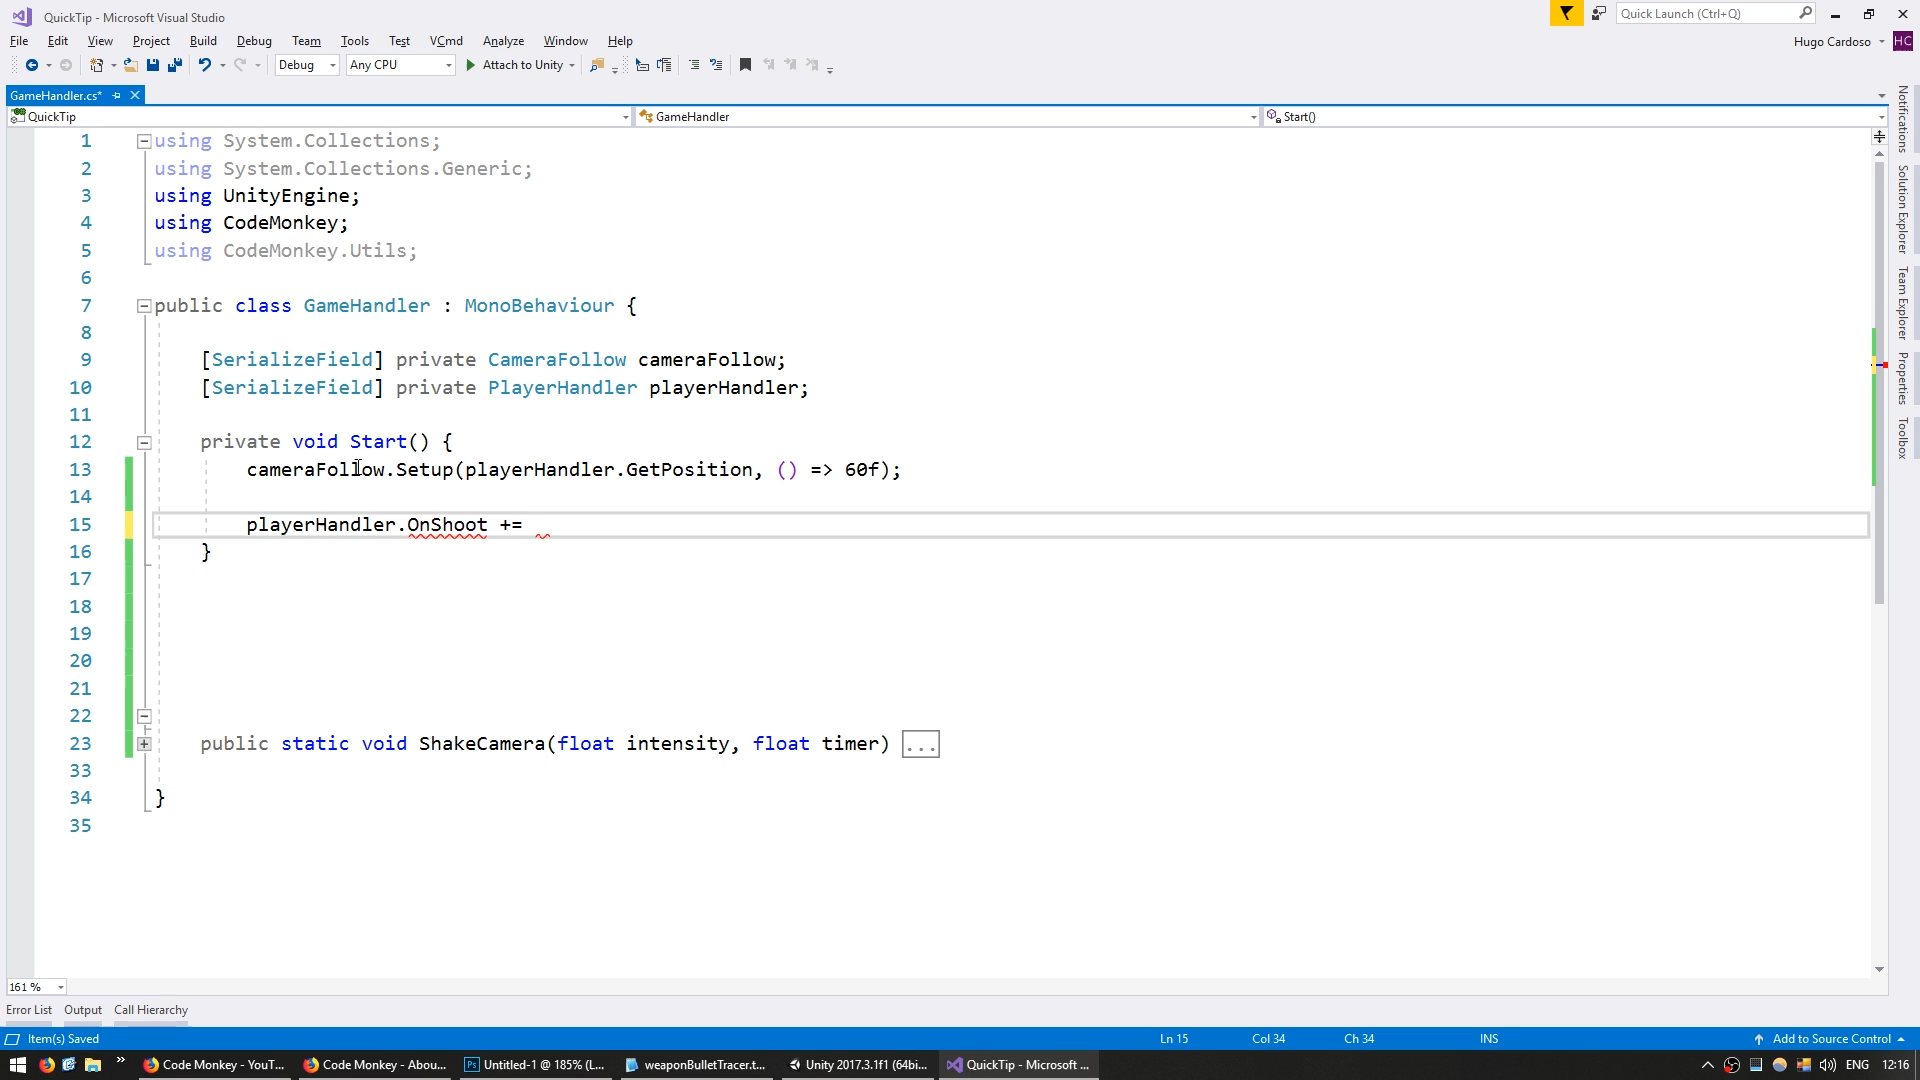 QuickTip - Microsoft Visual Studio
Quick Launch (Ctrl+Q)
File Edit View Project Build Debug Team Tools Test VCmd Analyze Window Help
Hugo Cardoso HC
Debug Any CPU Attach to Unity
GameHandler.cs*
QuickTip GameHandler Start()
1 using System.Collections;
2 using System.Collections.Generic;
3 using UnityEngine;
4 using CodeMonkey;
5 using CodeMonkey.Utils;
6
7 public class GameHandler : MonoBehaviour {
8
9 [SerializeField] private CameraFollow cameraFollow;
10 [SerializeField] private PlayerHandler playerHandler;
11
12 private void Start() {
13 cameraFollow.Setup(playerHandler.GetPosition, () => 60f);
14
15 playerHandler.OnShoot +=
16 }
17
18
19
20
21
22
23 public static void ShakeCamera(float intensity, float timer) ...
33
34 }
35
Notifications
Solution Explorer
Team Explorer
Properties
Toolbox
161 %
Error List Output Call Hierarchy
Item(s) Saved Ln 15 Col 34 Ch 34 INS Add to Source Control
Code Monkey - YouT... Code Monkey - Abou... Untitled-1 @ 185% (L... weaponBulletTracer.t... Unity 2017.3.1f1 (64bi... QuickTip - Microsoft ... ENG 12:16